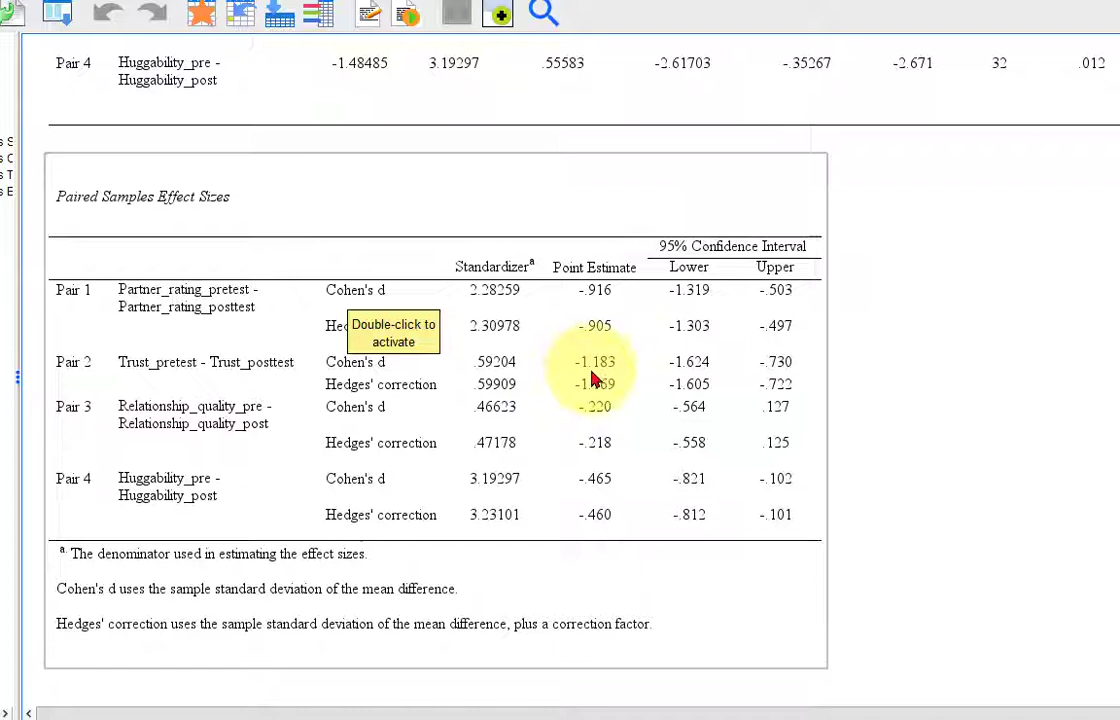 Pair 4 Huggability_pre - -1.48485 3.19297 .55583 -2.61703 -.35267 -2.671 32 .012
Huggability_post
Paired Samples Effect Sizes
95% Confidence Interval
Standardizerᵃ Point Estimate Lower Upper
Pair 1 Partner_rating_pretest - Cohen's d 2.28259 -.916 -1.319 -.503
Partner_rating_posttest
2.30978 -.905 -1.303 -.497
Double-click to
activate
Pair 2 Trust_pretest - Trust_posttest Cohen's d .59204 -1.183 -1.624 -.730
Hedges' correction .59909 -1.605 -.722
Pair 3 Relationship_quality_pre - Cohen's d .46623 -.220 -.564 .127
Relationship_quality_post
Hedges' correction .47178 -.218 -.558 .125
Pair 4 Huggability_pre - Cohen's d 3.19297 -.465 -.821 -.102
Huggability_post
Hedges' correction 3.23101 -.460 -.812 -.101
a. The denominator used in estimating the effect sizes.
Cohen's d uses the sample standard deviation of the mean difference.
Hedges' correction uses the sample standard deviation of the mean difference, plus a correction factor.